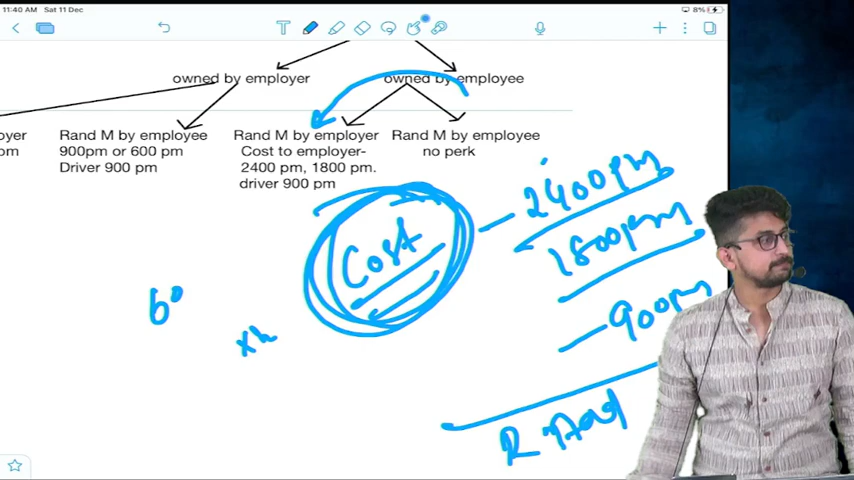 11:40 AM Sat 11 Dec
8%
T
owned by employer
owned by employee
oyer
om
Rand M by employee
900pm or 600 pm
Driver 900 pm
Rand M by employer
Cost to employer-
2400 pm, 1800 pm.
driver 900 pm
Rand M by employee
no perk
Cost
- 2400pm
1800pm
- 900pm
60